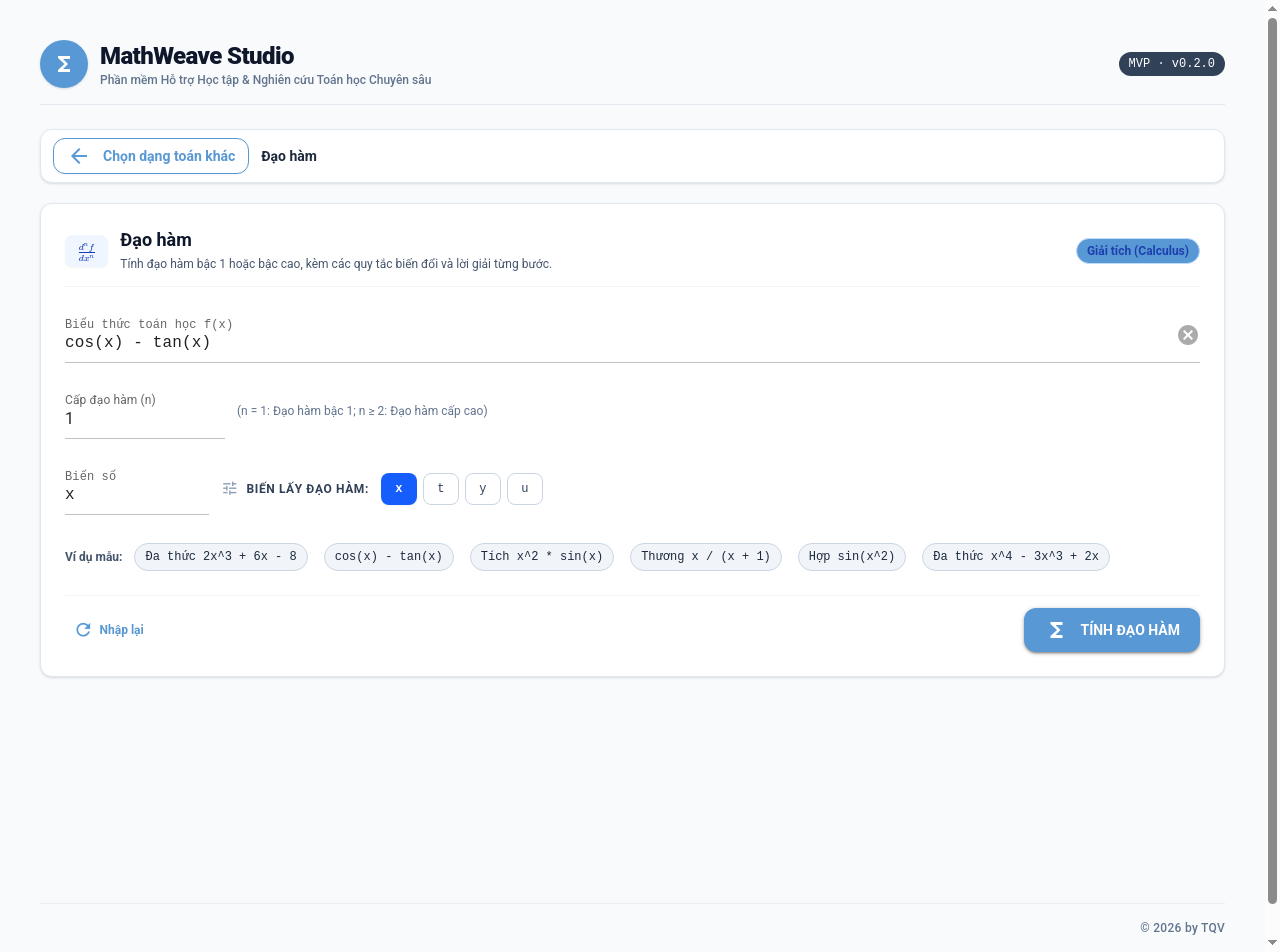 Σ
MathWeave Studio
Phần mềm Hỗ trợ Học tập & Nghiên cứu Toán học Chuyên sâu
MVP · v0.2.0
Chọn dạng toán khác
Đạo hàm
dⁿf/dxⁿ
Đạo hàm
Tính đạo hàm bậc 1 hoặc bậc cao, kèm các quy tắc biến đổi và lời giải từng bước.
Giải tích (Calculus)
Biểu thức toán học f(x)
cos(x) - tan(x)
Cấp đạo hàm (n)
1
(n = 1: Đạo hàm bậc 1; n ≥ 2: Đạo hàm cấp cao)
Biến số
x
BIẾN LẤY ĐẠO HÀM:
x
t
y
u
Ví dụ mẫu:
Đa thức 2x^3 + 6x - 8
cos(x) - tan(x)
Tích x^2 * sin(x)
Thương x / (x + 1)
Hợp sin(x^2)
Đa thức x^4 - 3x^3 + 2x
Nhập lại
Σ TÍNH ĐẠO HÀM
© 2026 by TQV